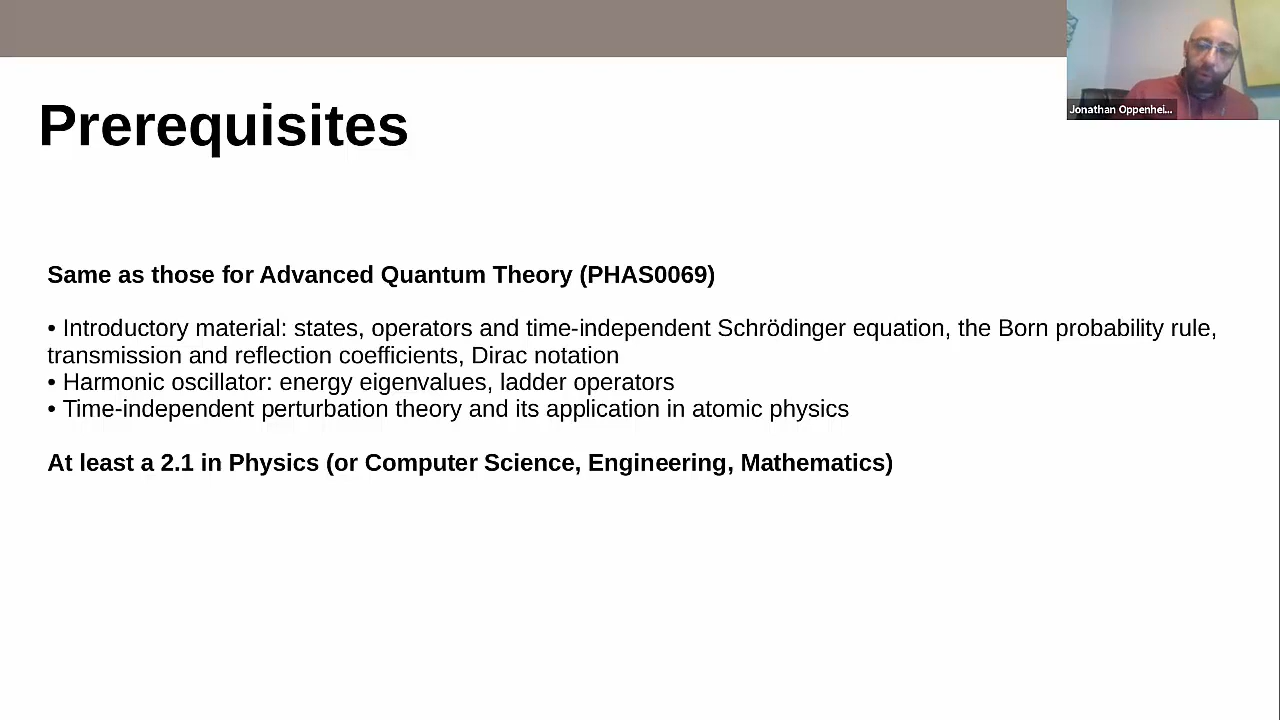 Jonathan Oppenhei...
Prerequisites
Same as those for Advanced Quantum Theory (PHAS0069)
• Introductory material: states, operators and time-independent Schrödinger equation, the Born probability rule,
transmission and reflection coefficients, Dirac notation
• Harmonic oscillator: energy eigenvalues, ladder operators
• Time-independent perturbation theory and its application in atomic physics
At least a 2.1 in Physics (or Computer Science, Engineering, Mathematics)